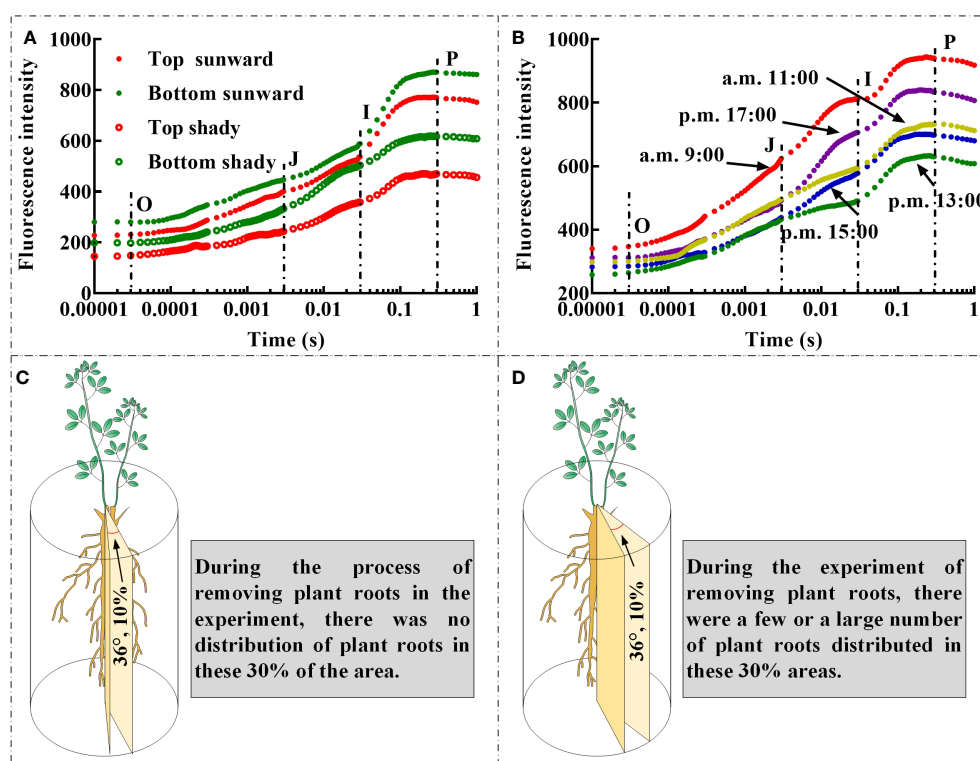 A
1000
800
600
400
200
0
Fluorescence intensity
Top sunward
Bottom sunward
Top shady
Bottom shady
O
J
I
P
0.00001
0.001
0.01
0.1
1
Time (s)
B
1000
800
600
400
200
Fluorescence intensity
a.m. 11:00
p.m. 17:00
a.m. 9:00
p.m. 15:00
p.m. 13:00
O
J
I
P
0.00001
0.001
0.01
0.1
1
Time (s)
C
36°, 10%
During the process of
removing plant roots in the
experiment, there was no
distribution of plant roots in
these 30% of the area.
D
36°, 10%
During the experiment of
removing plant roots, there
were a few or a large number
of plant roots distributed in
these 30% areas.